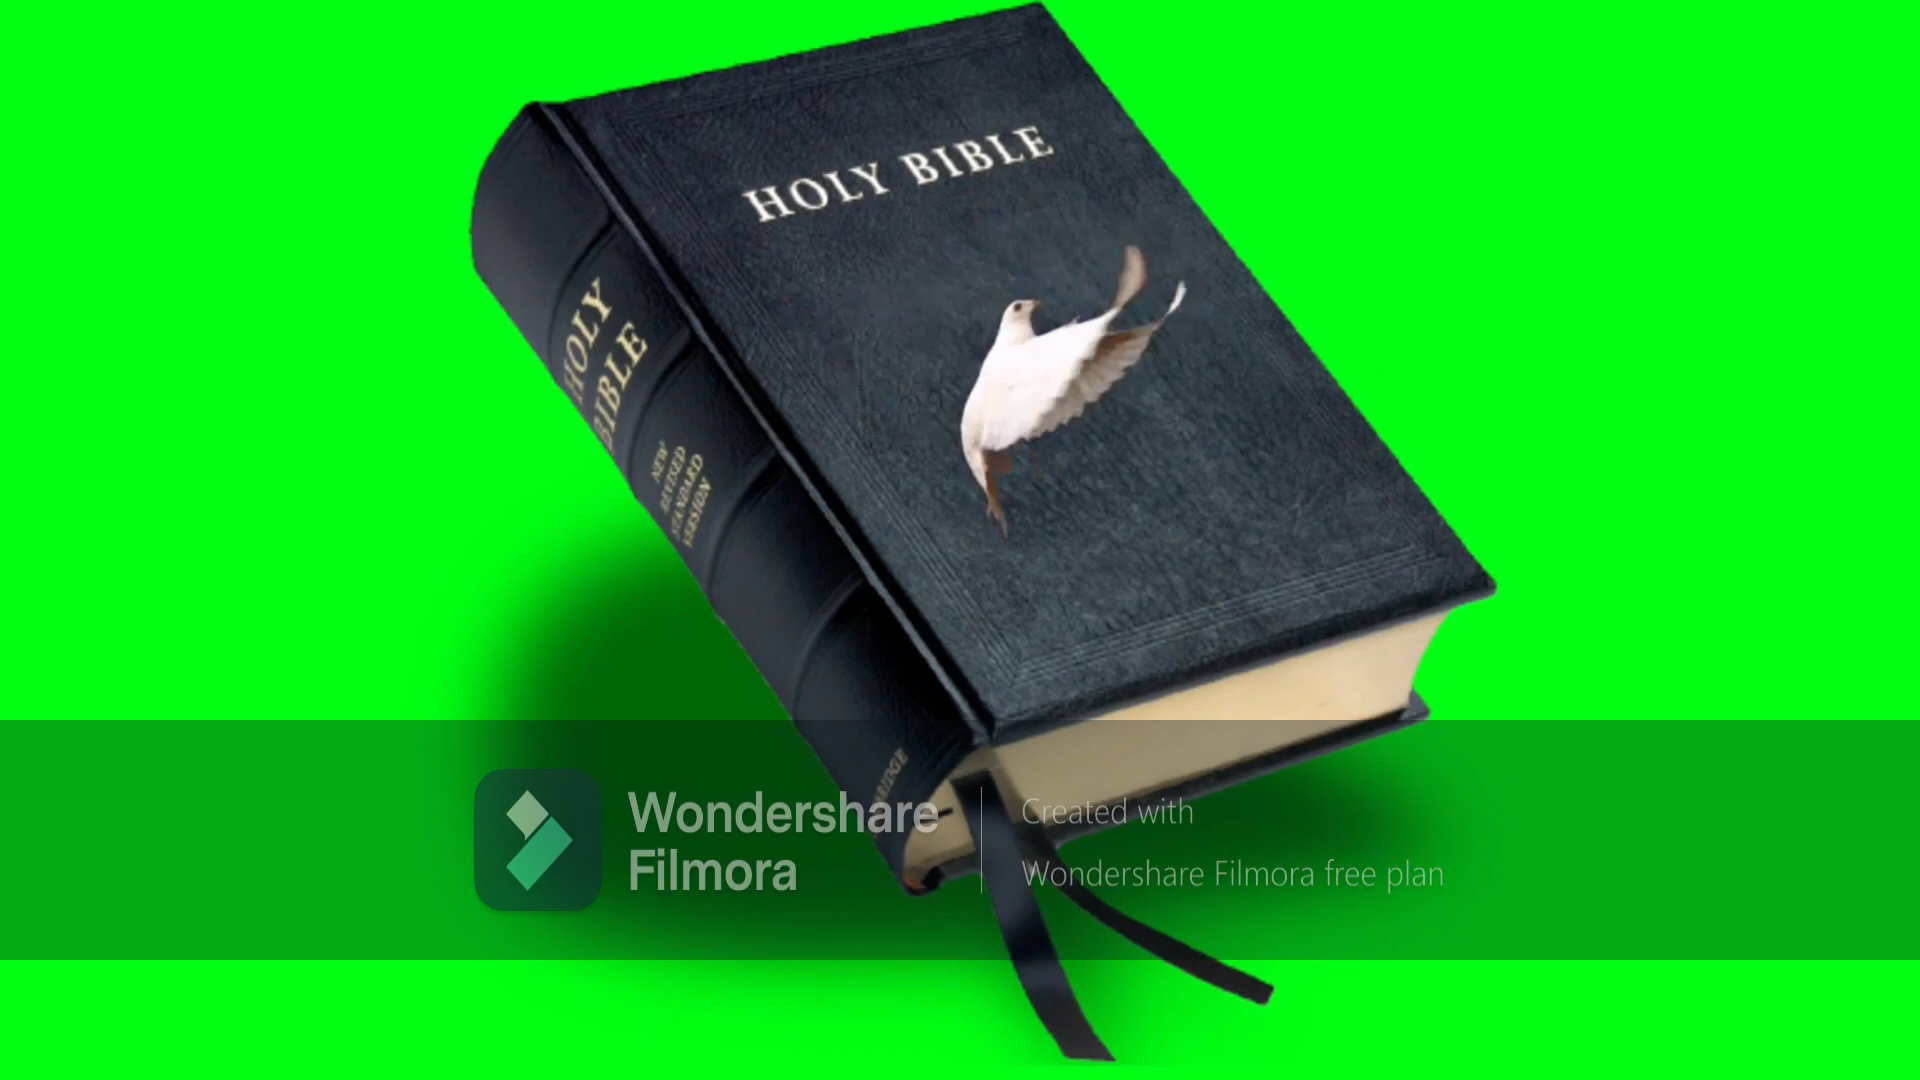 HOLY BIBLE
HOLY
BIBLE
NEW
REVISED
STANDARD
VERSION
Wondershare
Filmora
Created with
Wondershare Filmora free plan